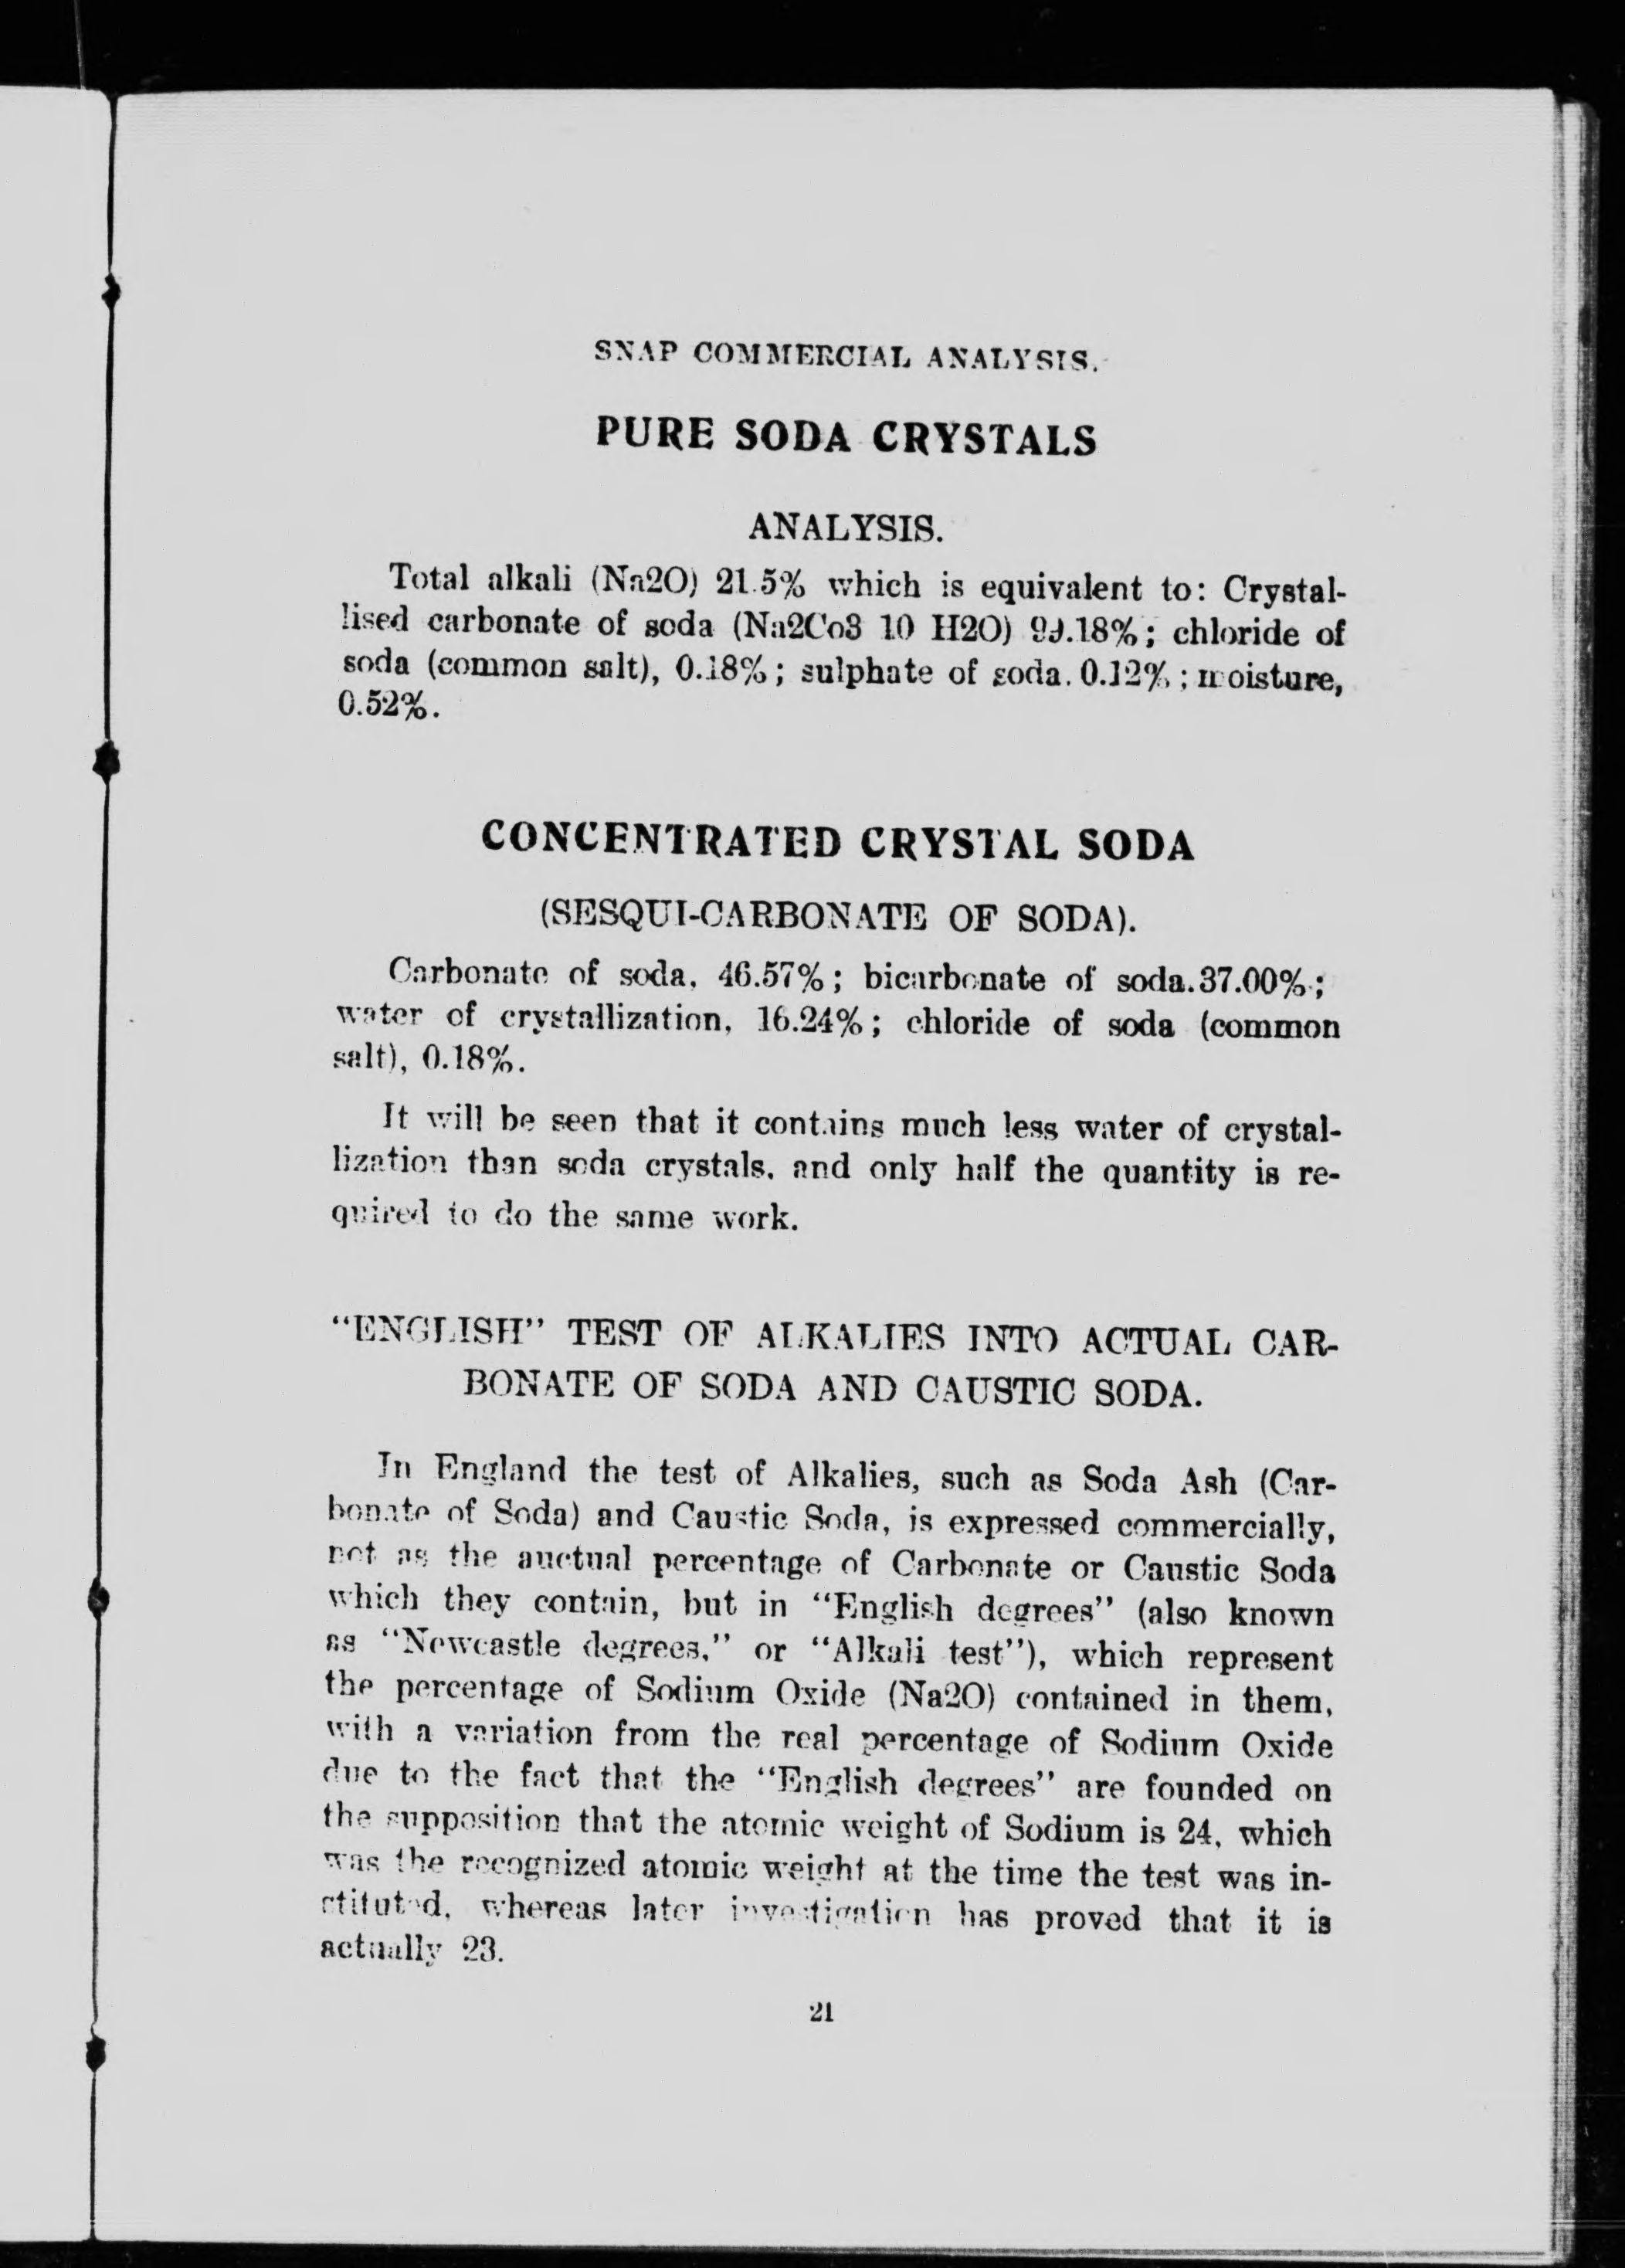 SNAP COMMERCIAL ANALYSIS.
PURE SODA CRYSTALS
ANALYSIS.
Total alkali (Na2O) 21.5% which is equivalent to: Crystal-
lised carbonate of soda (Na2Co3 10 H2O) 99.18%; chloride of
soda (common salt), 0.18%; sulphate of soda. 0.12%; moisture,
0.52%.
CONCENTRATED CRYSTAL SODA
(SESQUI-CARBONATE OF SODA).
Carbonate of soda, 46.57%; bicarbonate of soda.37.00%;
water of crystallization, 16.24%; chloride of soda (common
salt), 0.18%.
It will be seen that it contains much less water of crystal-
lization than soda crystals. and only half the quantity is re-
quired to do the same work.
"ENGLISH" TEST OF ALKALIES INTO ACTUAL CAR-
BONATE OF SODA AND CAUSTIC SODA.
In England the test of Alkalies, such as Soda Ash (Car-
bonate of Soda) and Caustic Soda, is expressed commercially,
not as the auctual percentage of Carbonate or Caustic Soda
which they contain, but in "English degrees" (also known
as "Newcastle degrees," or "Alkali test"), which represent
the percentage of Sodium Oxide (Na2O) contained in them,
with a variation from the real percentage of Sodium Oxide
due to the fact that the "English degrees" are founded on
the supposition that the atomic weight of Sodium is 24, which
was the recognized atomic weight at the time the test was in-
stituted, whereas later investigation has proved that it is
actually 23.
21